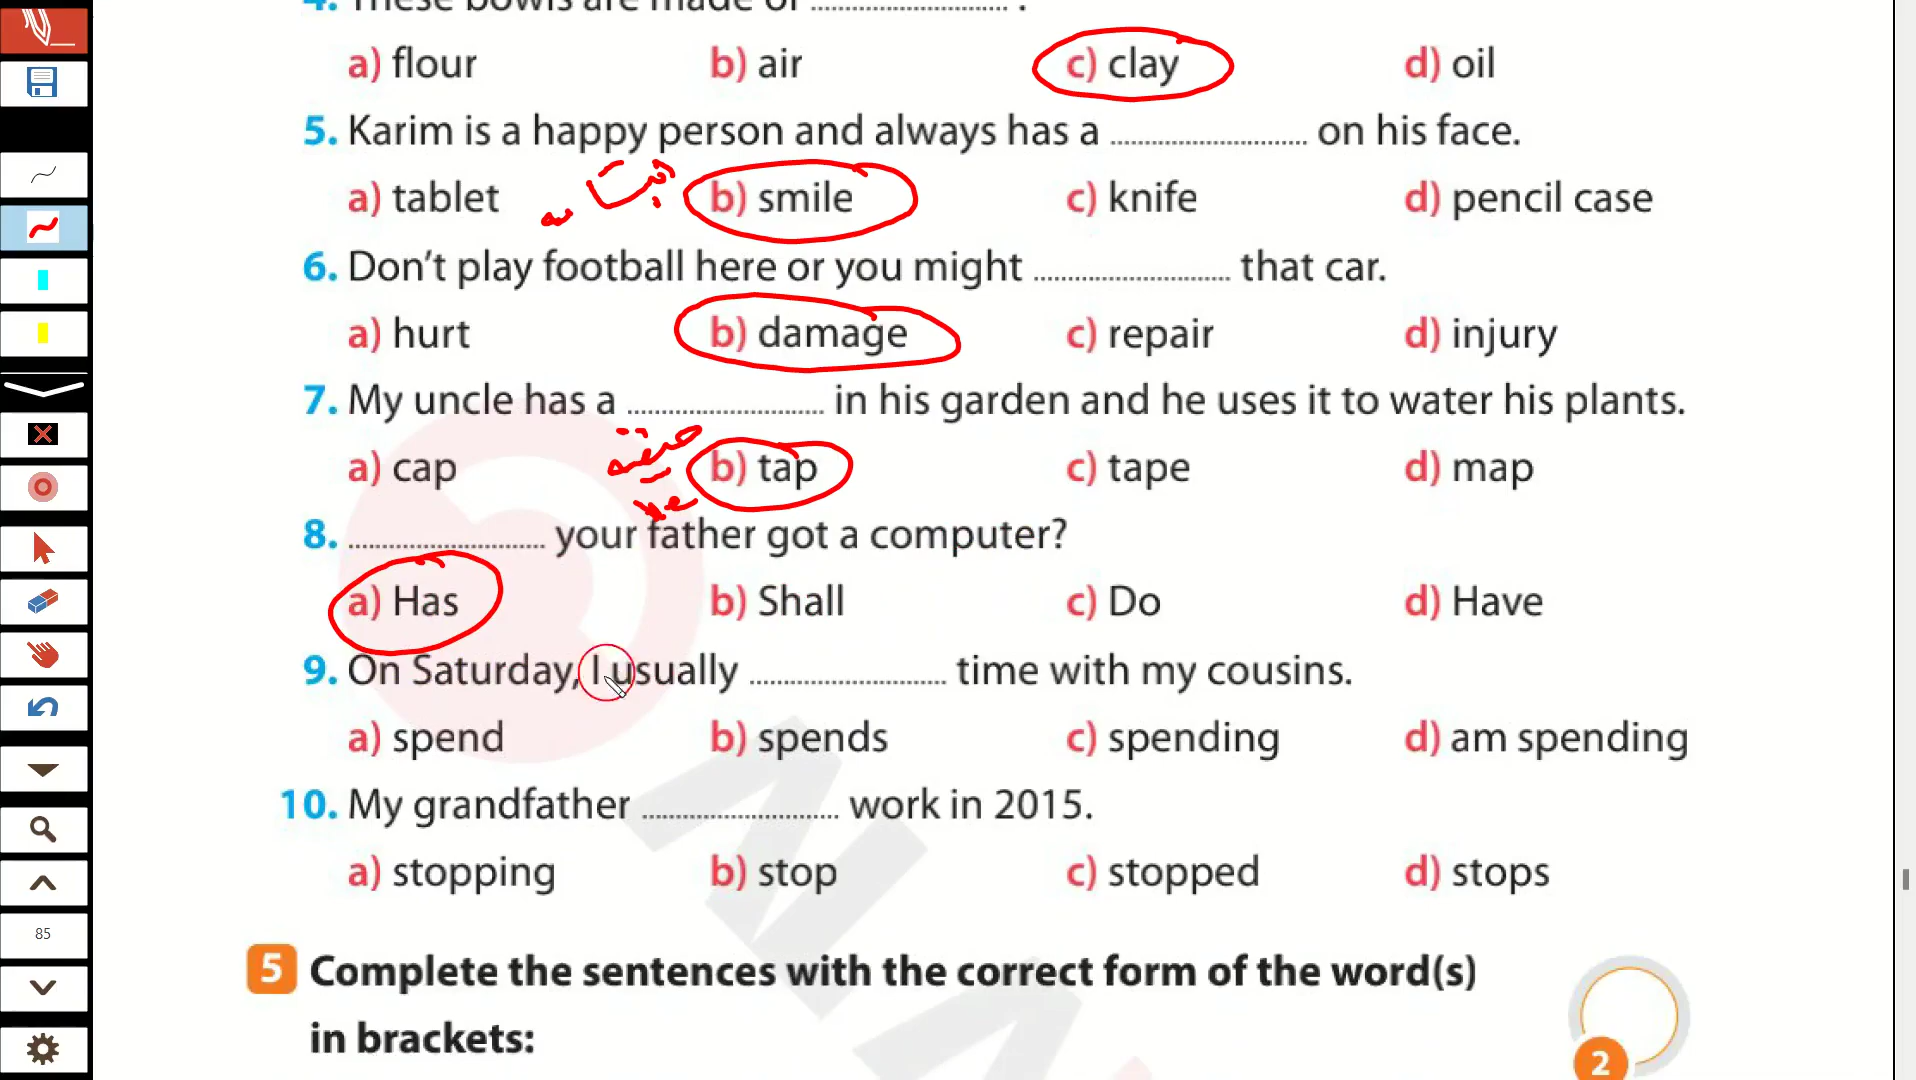 4. These bowls are made of .............................. .
a) flour b) air c) clay d) oil
5. Karim is a happy person and always has a .............................. on his face.
a) tablet b) smile c) knife d) pencil case
6. Don't play football here or you might .............................. that car.
a) hurt b) damage c) repair d) injury
7. My uncle has a .............................. in his garden and he uses it to water his plants.
a) cap b) tap c) tape d) map
8. .............................. your father got a computer?
a) Has b) Shall c) Do d) Have
9. On Saturday, I usually .............................. time with my cousins.
a) spend b) spends c) spending d) am spending
10. My grandfather .............................. work in 2015.
a) stopping b) stop c) stopped d) stops
5 Complete the sentences with the correct form of the word(s)
in brackets:
2
85